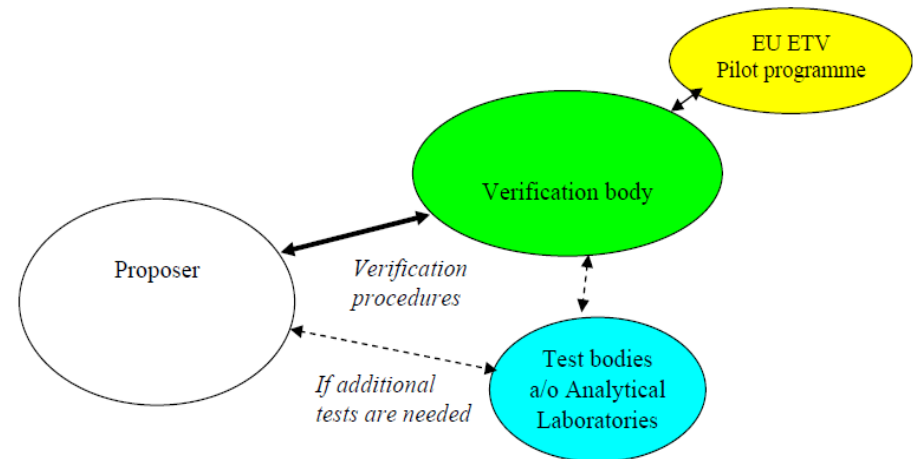 EU ETV
Pilot programme
Verification body
Proposer
Verification
procedures
If additional
tests are needed
Test bodies
a/o Analytical
Laboratories